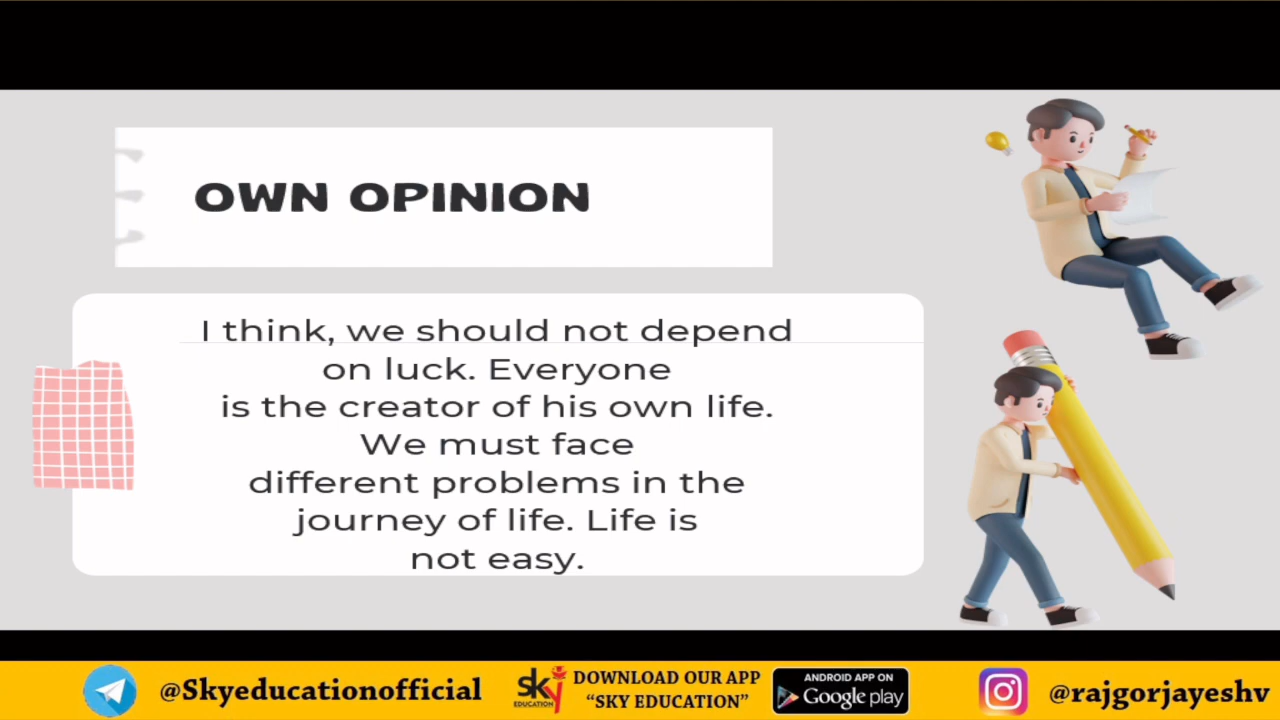 OWN OPINION
I think, we should not depend
on luck. Everyone
is the creator of his own life.
We must face
different problems in the
journey of life. Life is
not easy.
@Skyeducationofficial
sky
EDUCATION
DOWNLOAD OUR APP
“SKY EDUCATION”
ANDROID APP ON
Google play
@rajgorjayeshv